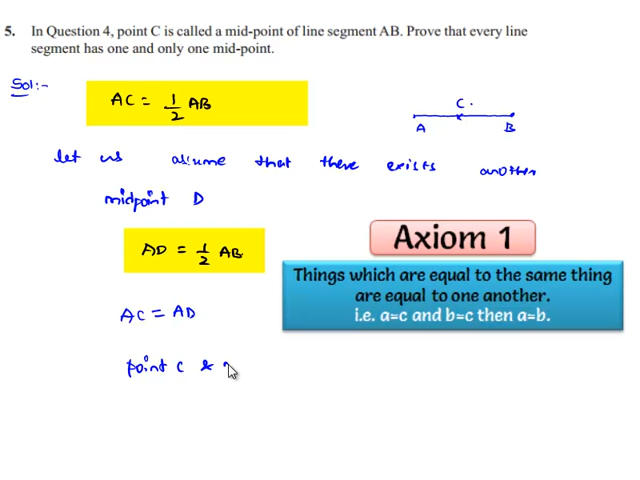 5. In Question 4, point C is called a mid-point of line segment AB. Prove that every line
segment has one and only one mid-point.
Sol:-
AC = 1/2 AB
C.
A B
let us assume that there exists another
midpoint D
AD = 1/2 AB
Axiom 1
Things which are equal to the same thing
are equal to one another.
i.e. a=c and b=c then a=b.
AC = AD
point C &